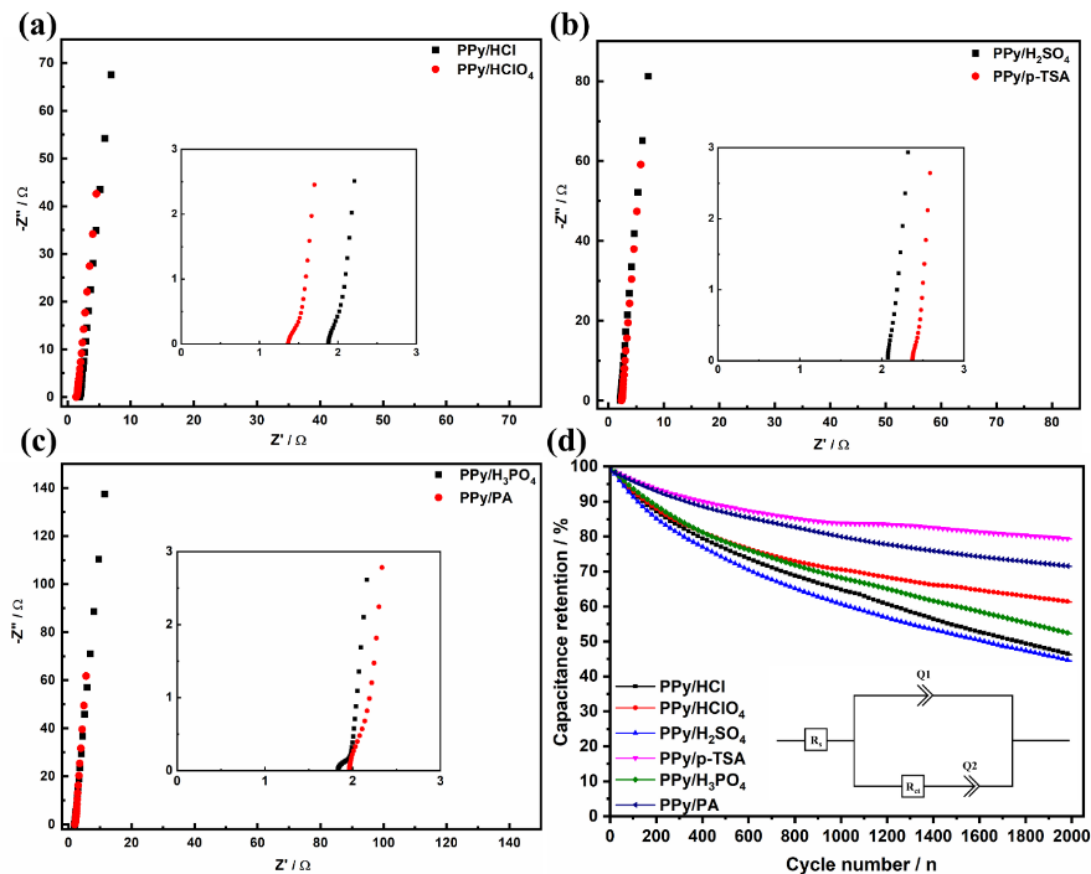 (a)
PPy/HCl
PPy/HClO₄
70
60
50
40
30
20
10
0
-Z'' / Ω
3
2
1
0
0 1 2 3
0 10 20 30 40 50 60 70
Z' / Ω
(b)
PPy/H₂SO₄
PPy/p-TSA
80
60
40
20
0
-Z'' / Ω
3
2
1
0
0 1 2 3
0 10 20 30 40 50 60 70 80
Z' / Ω
(c)
PPy/H₃PO₄
PPy/PA
140
120
100
80
60
40
20
0
-Z'' / Ω
3
2
1
0
0 1 2 3
0 20 40 60 80 100 120 140
Z' / Ω
(d)
100
90
80
70
60
50
40
30
20
10
0
Capacitance retention / %
PPy/HCl
PPy/HClO₄
PPy/H₂SO₄
PPy/p-TSA
PPy/H₃PO₄
PPy/PA
Q1
Rs
Rct
Q2
0 200 400 600 800 1000 1200 1400 1600 1800 2000
Cycle number / n